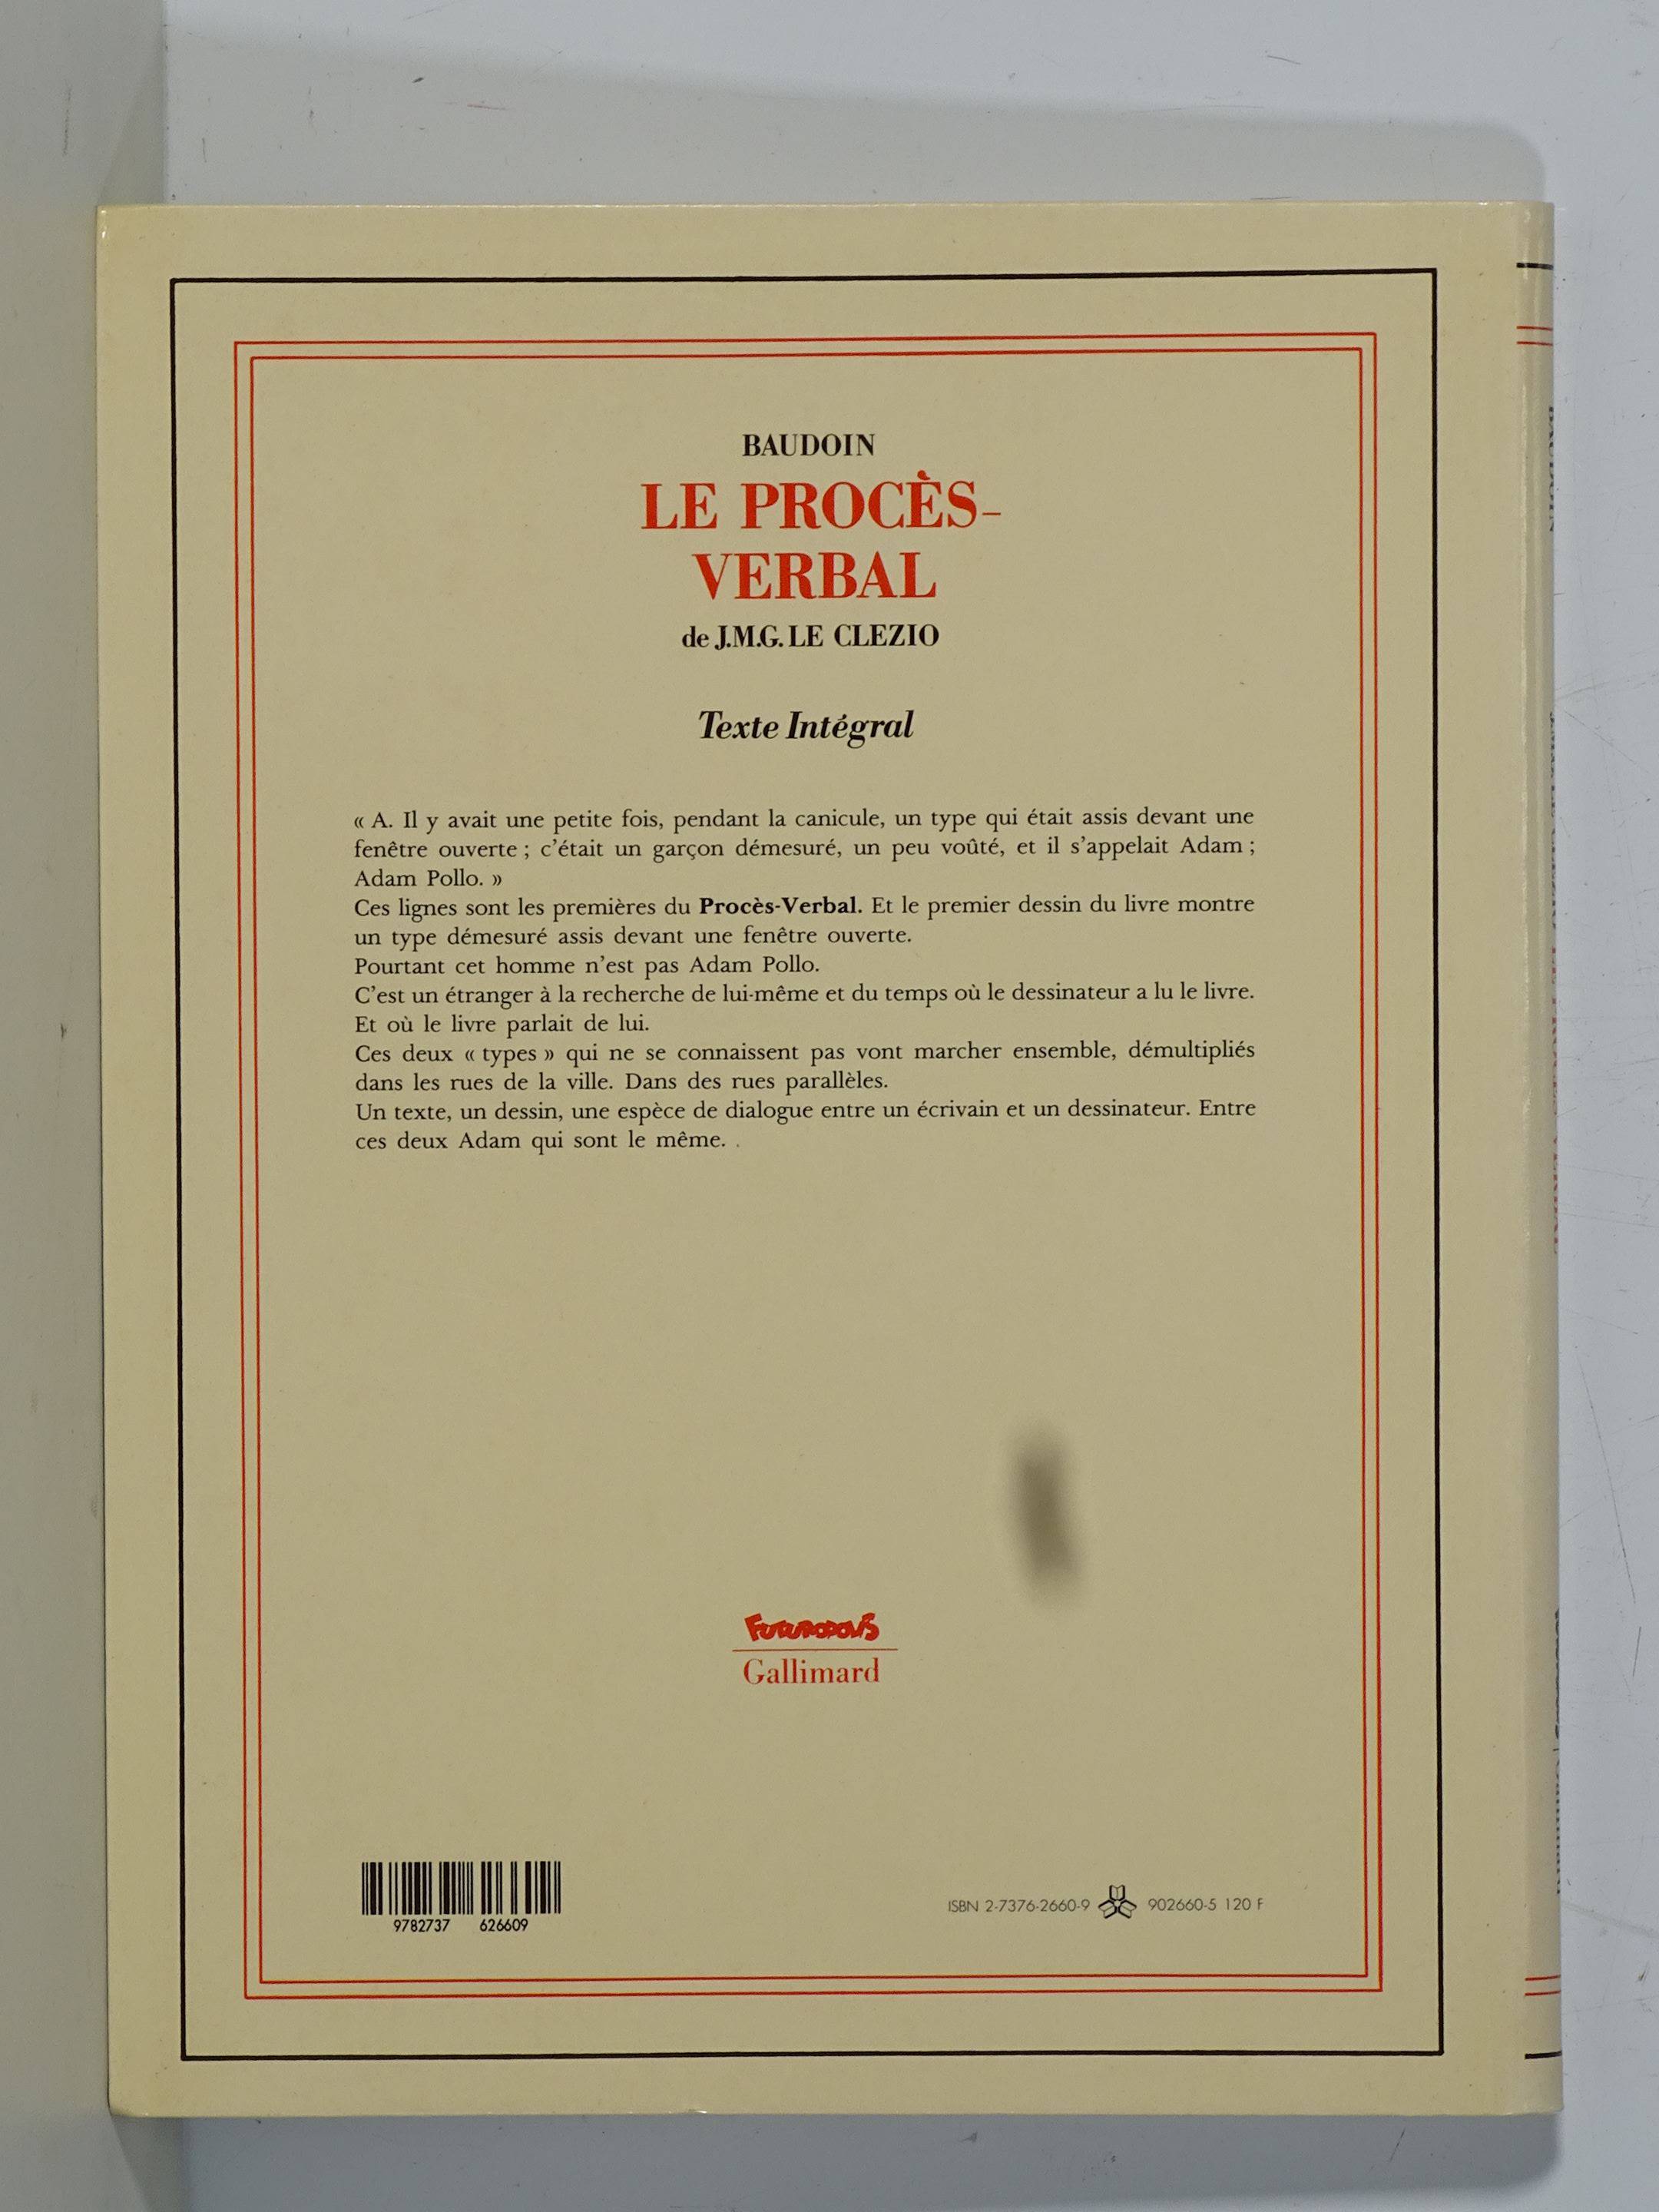 BAUDOIN
LE PROCÈS-
VERBAL
de J.M.G. LE CLEZIO
Texte Intégral
« A. Il y avait une petite fois, pendant la canicule, un type qui était assis devant une
fenêtre ouverte ; c'était un garçon démesuré, un peu voûté, et il s'appelait Adam ;
Adam Pollo. »
Ces lignes sont les premières du Procès-Verbal. Et le premier dessin du livre montre
un type démesuré assis devant une fenêtre ouverte.
Pourtant cet homme n'est pas Adam Pollo.
C'est un étranger à la recherche de lui-même et du temps où le dessinateur a lu le livre.
Et où le livre parlait de lui.
Ces deux « types » qui ne se connaissent pas vont marcher ensemble, démultipliés
dans les rues de la ville. Dans des rues parallèles.
Un texte, un dessin, une espèce de dialogue entre un écrivain et un dessinateur. Entre
ces deux Adam qui sont le même. .
FUTUROPOLIS
Gallimard
9782737 626609
ISBN 2-7376-2660-9 902660-5 120 F